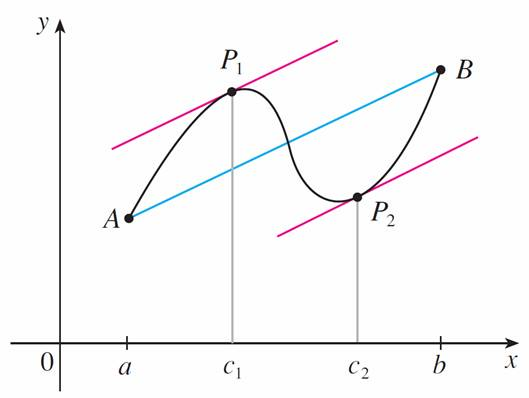 y
P₁
B
A
P₂
0 a c₁ c₂ b x